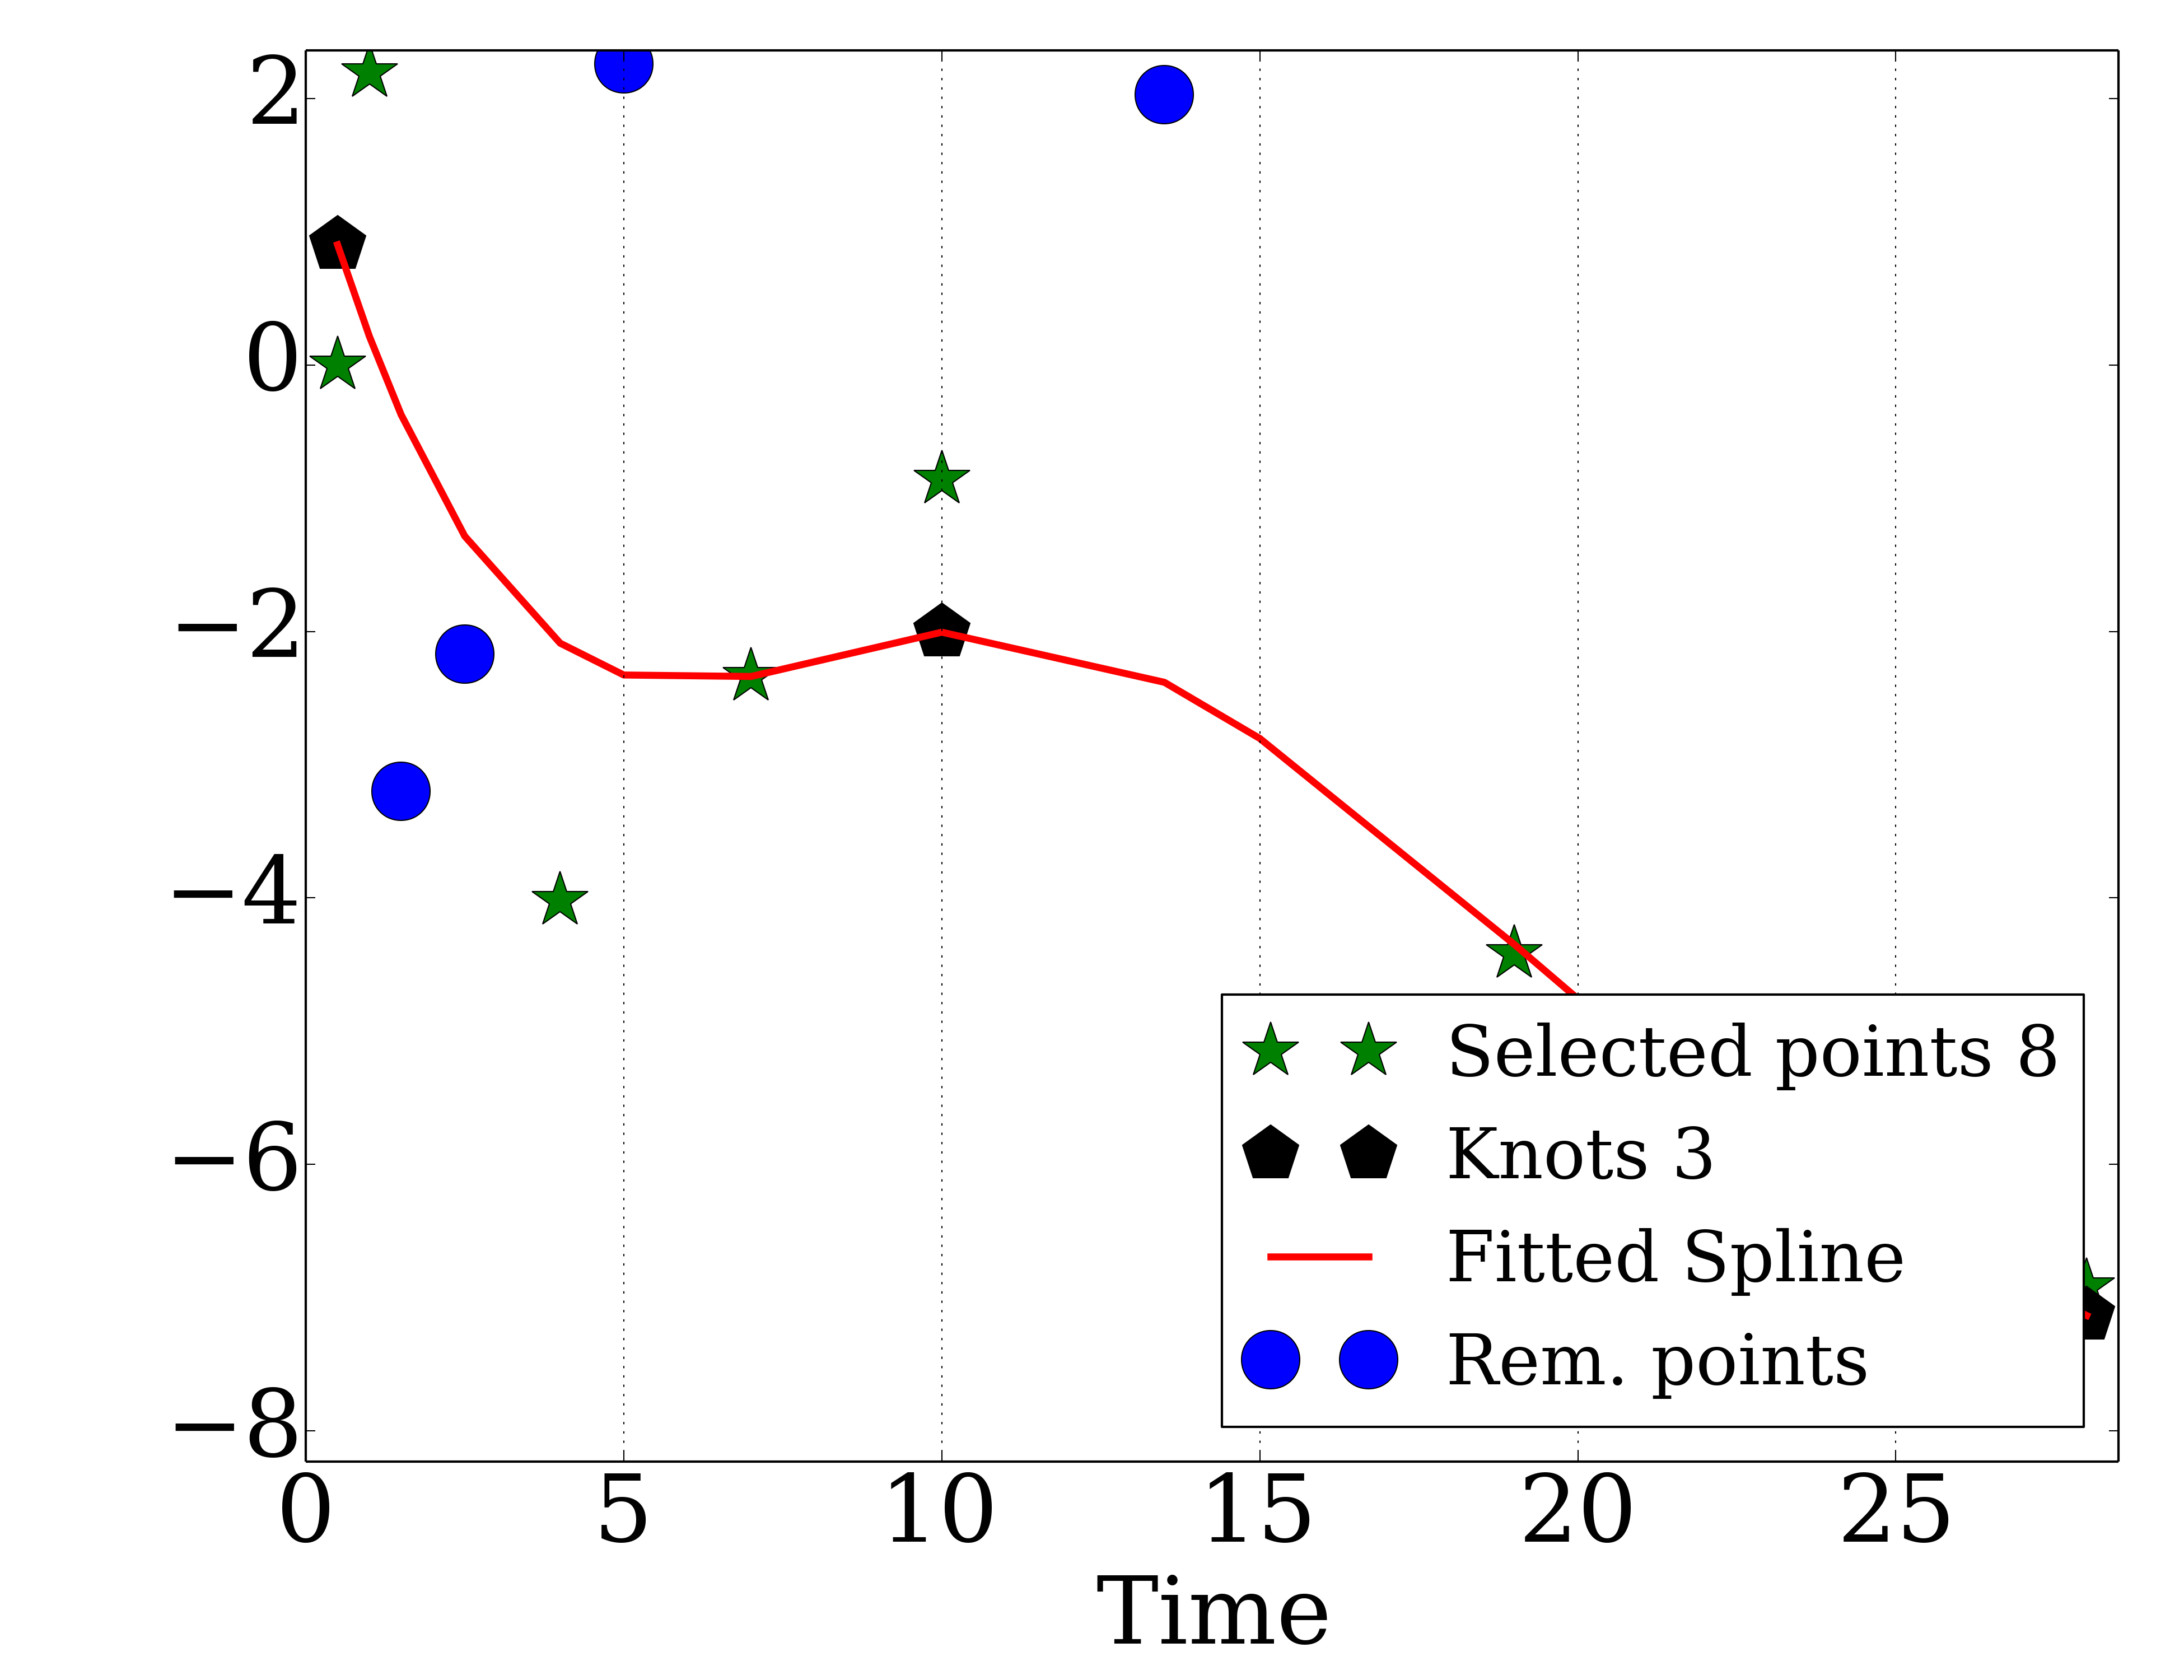 2
0
−2
−4
−6
−8
0 5 10 15 20 25
Time
Selected points 8
Knots 3
Fitted Spline
Rem. points